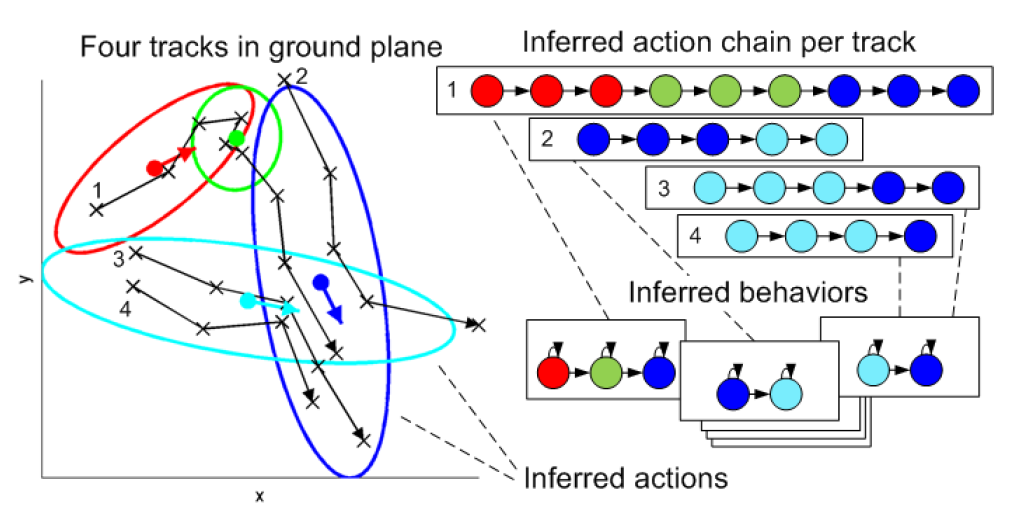 Four tracks in ground plane
Inferred action chain per track
1
2
3
4
2
1
3
4
y
x
Inferred behaviors
Inferred actions